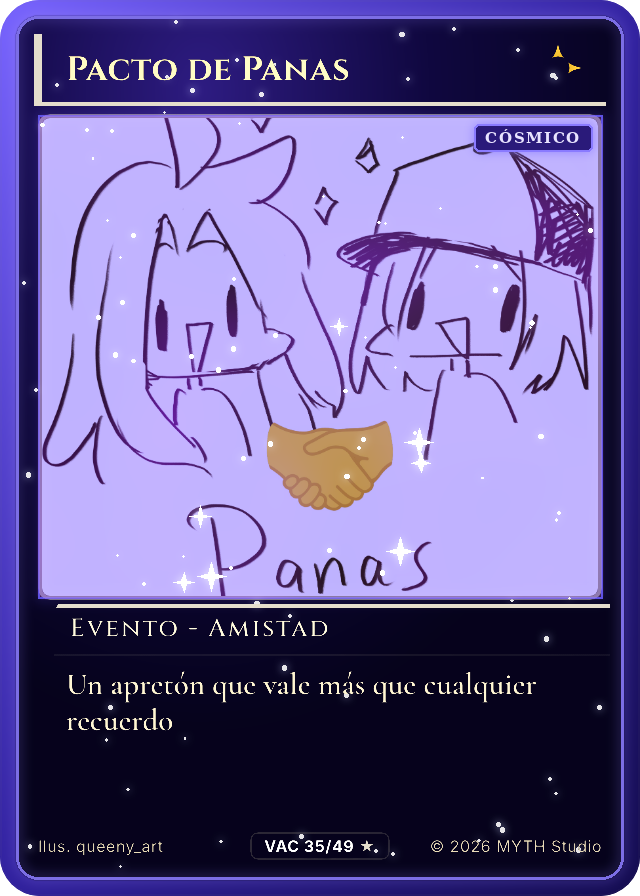 Pacto de Panas
CÓSMICO
Panas
Evento - Amistad
Un apretón que vale más que cualquier
recuerdo
Ilus. queeny_art
VAC 35/49 ★
© 2026 MYTH Studio